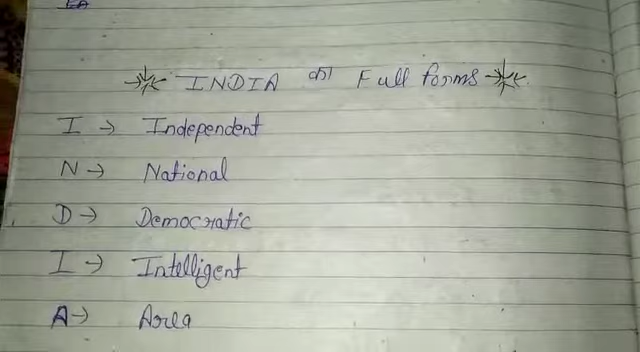 INDIA का Full forms
I → Independent
N → National
D → Democratic
I → Intelligent
A → Area